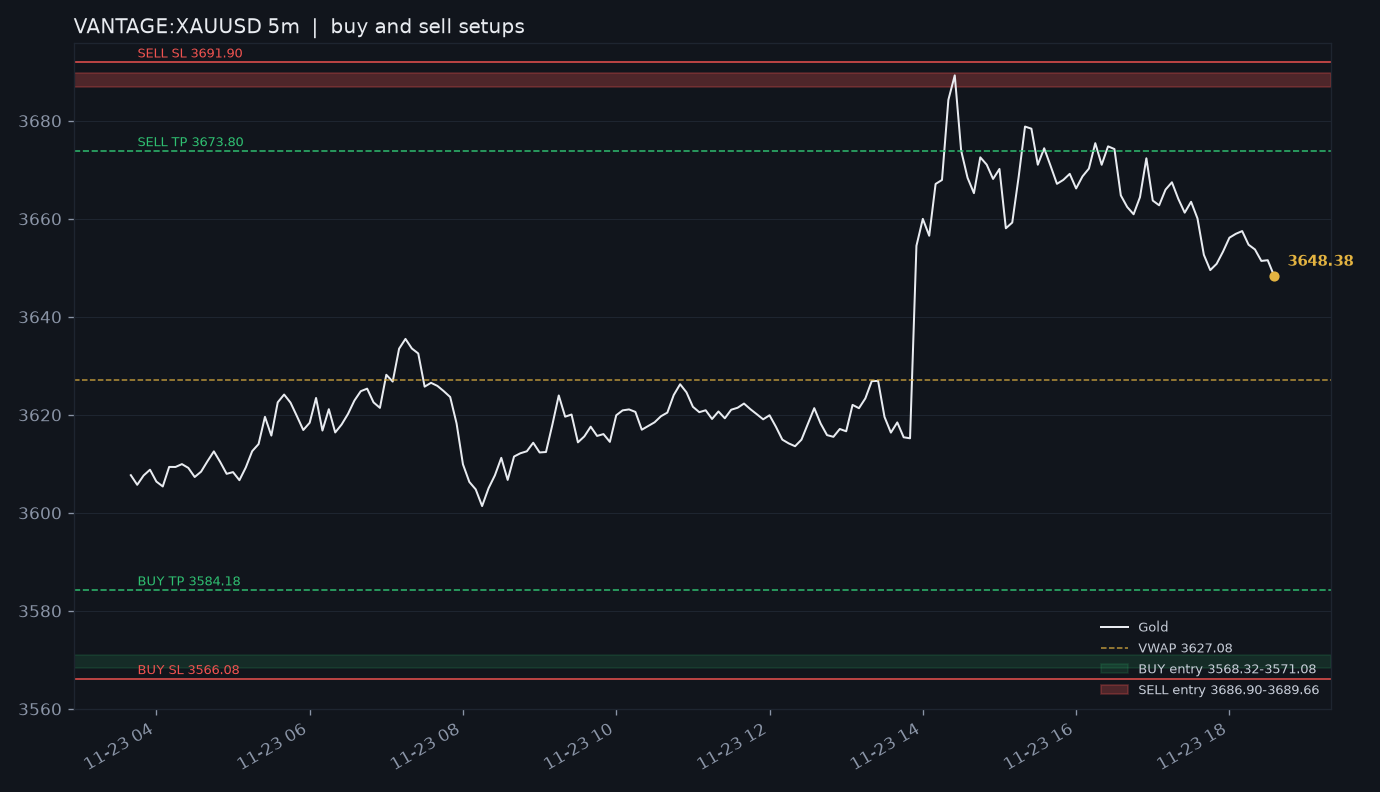 VANTAGE:XAUUSD 5m | buy and sell setups
SELL SL 3691.90
3680
SELL TP 3673.80
3660
3648.38
3640
3620
3600
BUY TP 3584.18
3580
Gold
VWAP 3627.08
BUY SL 3566.08
BUY entry 3568.32-3571.08
SELL entry 3686.90-3689.66
3560
11-23 04
11-23 06
11-23 08
11-23 10
11-23 12
11-23 14
11-23 16
11-23 18